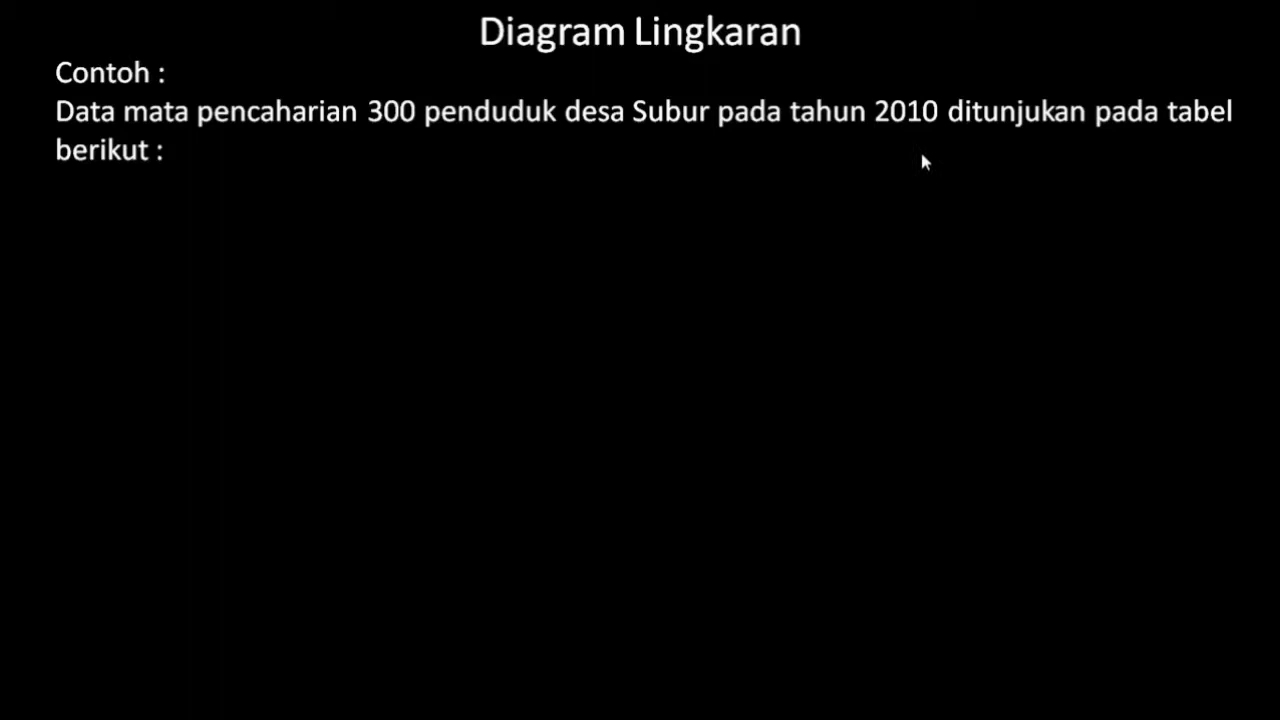 Diagram Lingkaran
Contoh :
Data mata pencaharian 300 penduduk desa Subur pada tahun 2010 ditunjukan pada tabel
berikut :